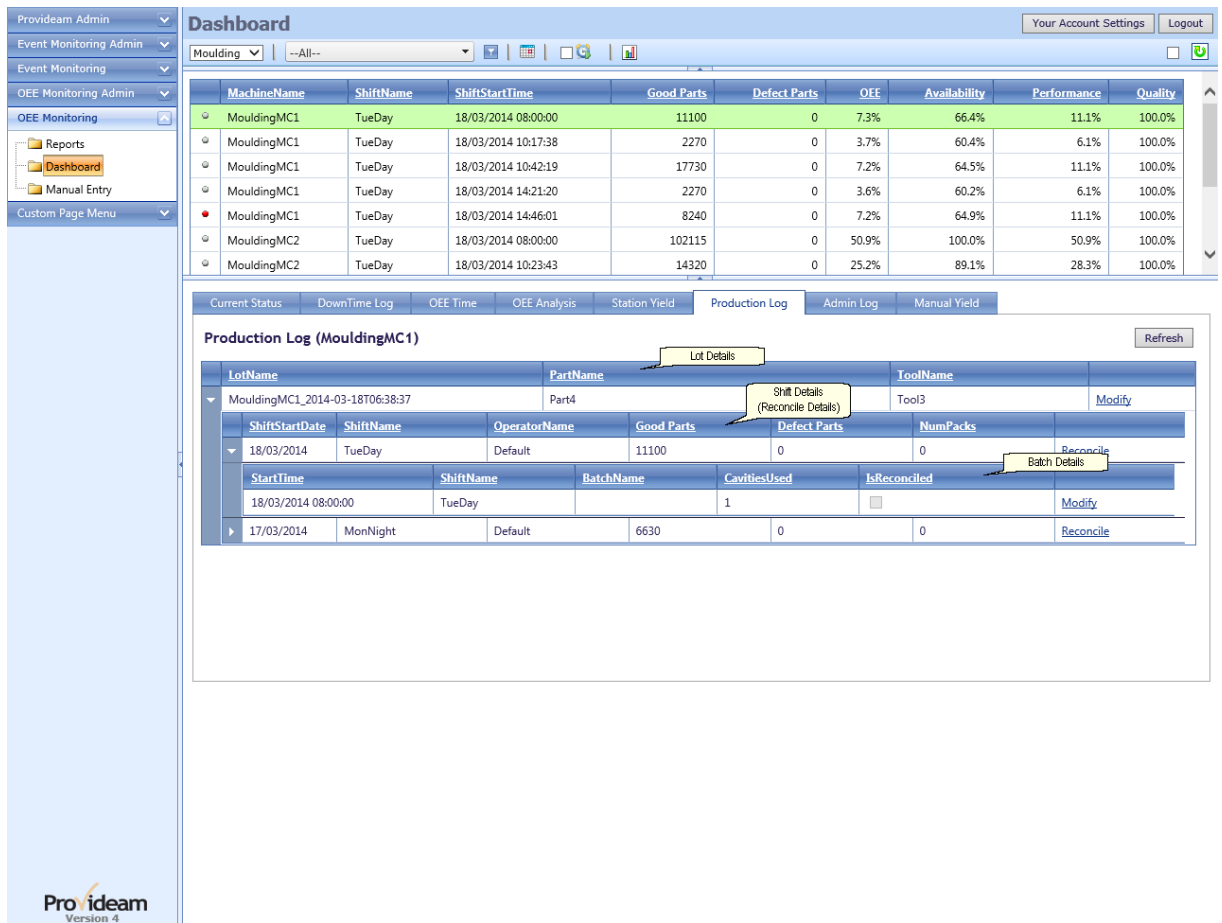 Provideam Admin
Event Monitoring Admin
Event Monitoring
OEE Monitoring Admin
OEE Monitoring
Reports
Dashboard
Manual Entry
Custom Page Menu
Dashboard
Your Account Settings Logout
Moulding --All--
MachineName ShiftName ShiftStartTime Good Parts Defect Parts OEE Availability Performance Quality
MouldingMC1 TueDay 18/03/2014 08:00:00 11100 0 7.3% 66.4% 11.1% 100.0%
MouldingMC1 TueDay 18/03/2014 10:17:38 2270 0 3.7% 60.4% 6.1% 100.0%
MouldingMC1 TueDay 18/03/2014 10:42:19 17730 0 7.2% 64.5% 11.1% 100.0%
MouldingMC1 TueDay 18/03/2014 14:21:20 2270 0 3.6% 60.2% 6.1% 100.0%
MouldingMC1 TueDay 18/03/2014 14:46:01 8240 0 7.2% 64.9% 11.1% 100.0%
MouldingMC2 TueDay 18/03/2014 08:00:00 102115 0 50.9% 100.0% 50.9% 100.0%
MouldingMC2 TueDay 18/03/2014 10:23:43 14320 0 25.2% 89.1% 28.3% 100.0%
Current Status DownTime Log OEE Time OEE Analysis Station Yield Production Log Admin Log Manual Yield
Production Log (MouldingMC1) Refresh
Lot Details
LotName PartName ToolName
MouldingMC1_2014-03-18T06:38:37 Part4 Tool3 Modify
Shift Details
(Reconcile Details)
ShiftStartDate ShiftName OperatorName Good Parts Defect Parts NumPacks
18/03/2014 TueDay Default 11100 0 0 Reconcile
Batch Details
StartTime ShiftName BatchName CavitiesUsed IsReconciled
18/03/2014 08:00:00 TueDay 1 Modify
17/03/2014 MonNight Default 6630 0 0 Reconcile
Provideam
Version 4